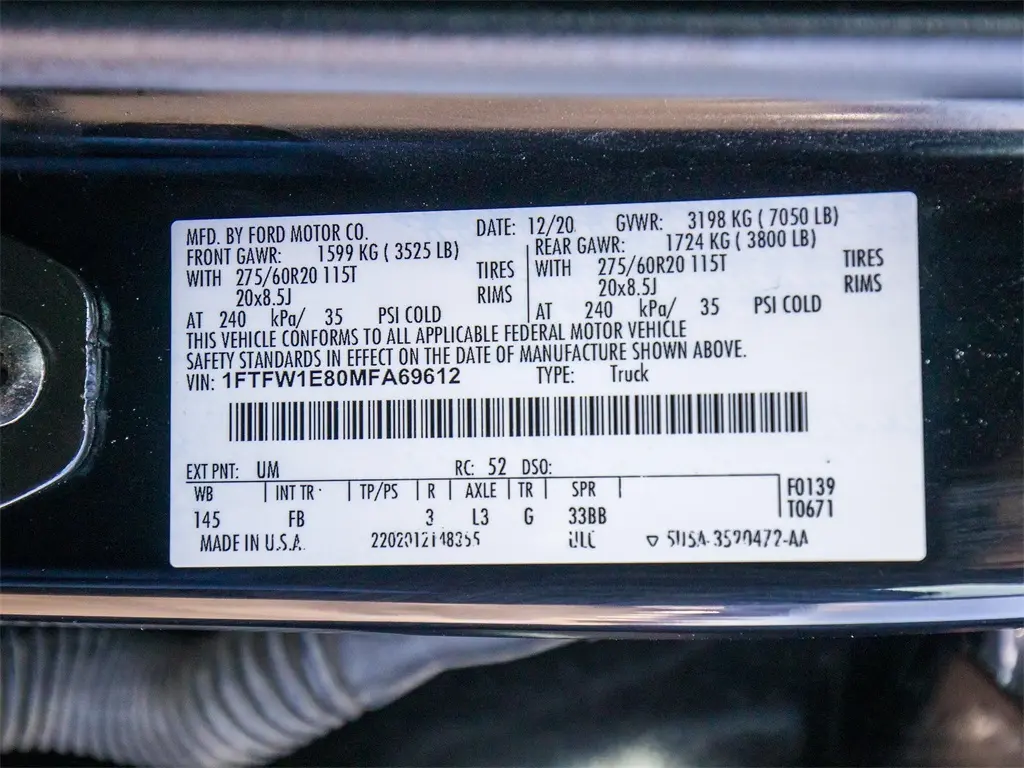 MFD. BY FORD MOTOR CO. DATE: 12/20 GVWR: 3198 KG ( 7050 LB)
FRONT GAWR: 1599 KG ( 3525 LB) REAR GAWR: 1724 KG ( 3800 LB)
WITH 275/60R20 115T TIRES WITH 275/60R20 115T TIRES
20x8.5J RIMS 20x8.5J RIMS
AT 240 kPa/ 35 PSI COLD AT 240 kPa/ 35 PSI COLD
THIS VEHICLE CONFORMS TO ALL APPLICABLE FEDERAL MOTOR VEHICLE
SAFETY STANDARDS IN EFFECT ON THE DATE OF MANUFACTURE SHOWN ABOVE.
VIN: 1FTFW1E80MFA69612 TYPE: Truck
EXT PNT: UM RC: 52 DSO:
WB INT TR TP/PS R AXLE TR SPR F0139
145 FB 3 L3 G 33BB T0671
MADE IN U.S.A.